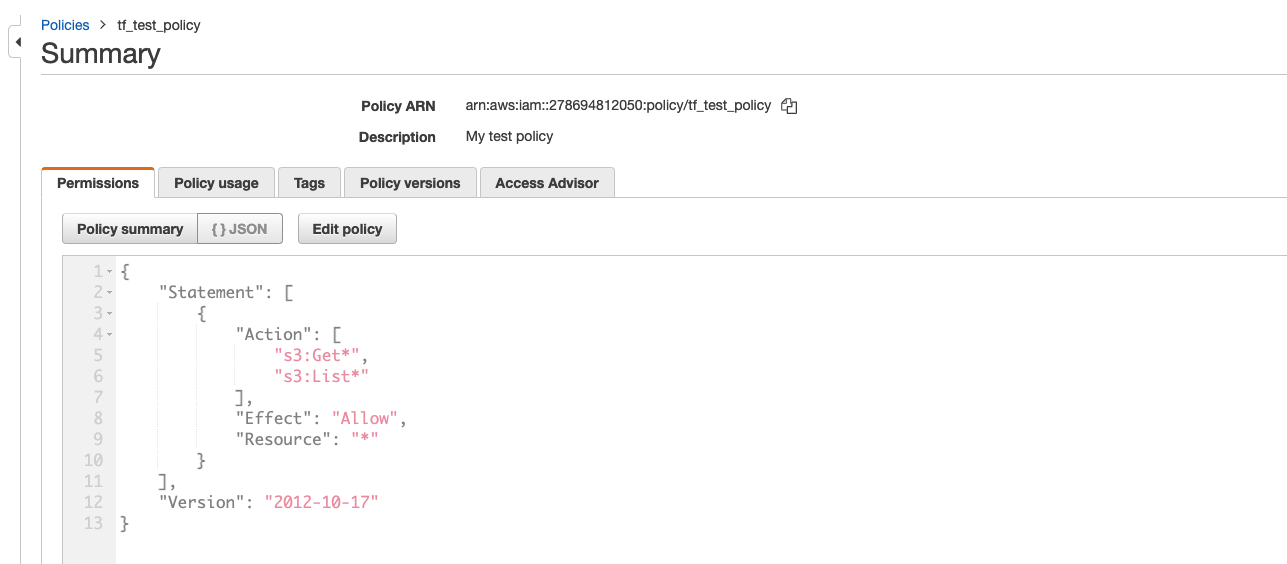 Policies > tf_test_policy
Summary
Policy ARN arn:aws:iam::278694812050:policy/tf_test_policy
Description My test policy
Permissions Policy usage Tags Policy versions Access Advisor
Policy summary { } JSON Edit policy
1 {
2 "Statement": [
3 {
4 "Action": [
5 "s3:Get*",
6 "s3:List*"
7 ],
8 "Effect": "Allow",
9 "Resource": "*"
10 }
11 ],
12 "Version": "2012-10-17"
13 }